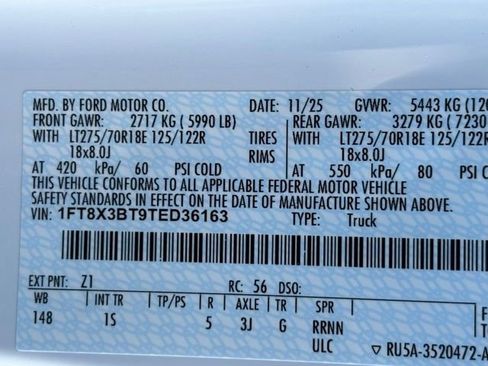 MFD. BY FORD MOTOR CO. DATE: 11/25 GVWR: 5443 KG (120
FRONT GAWR: 2717 KG ( 5990 LB) REAR GAWR: 3279 KG ( 7230
WITH LT275/70R18E 125/122R TIRES WITH LT275/70R18E 125/122R
18x8.0J RIMS 18x8.0J
AT 420 kPa/ 60 PSI COLD AT 550 kPa/ 80 PSI C
THIS VEHICLE CONFORMS TO ALL APPLICABLE FEDERAL MOTOR VEHICLE
SAFETY STANDARDS IN EFFECT ON THE DATE OF MANUFACTURE SHOWN ABOVE.
VIN: 1FT8X3BT9TED36163 TYPE: Truck
EXT PNT: Z1 RC: 56 DSO:
WB INT TR TP/PS R AXLE TR SPR
148 1S 5 3J G RRNN
ULC RU5A-3520472-A